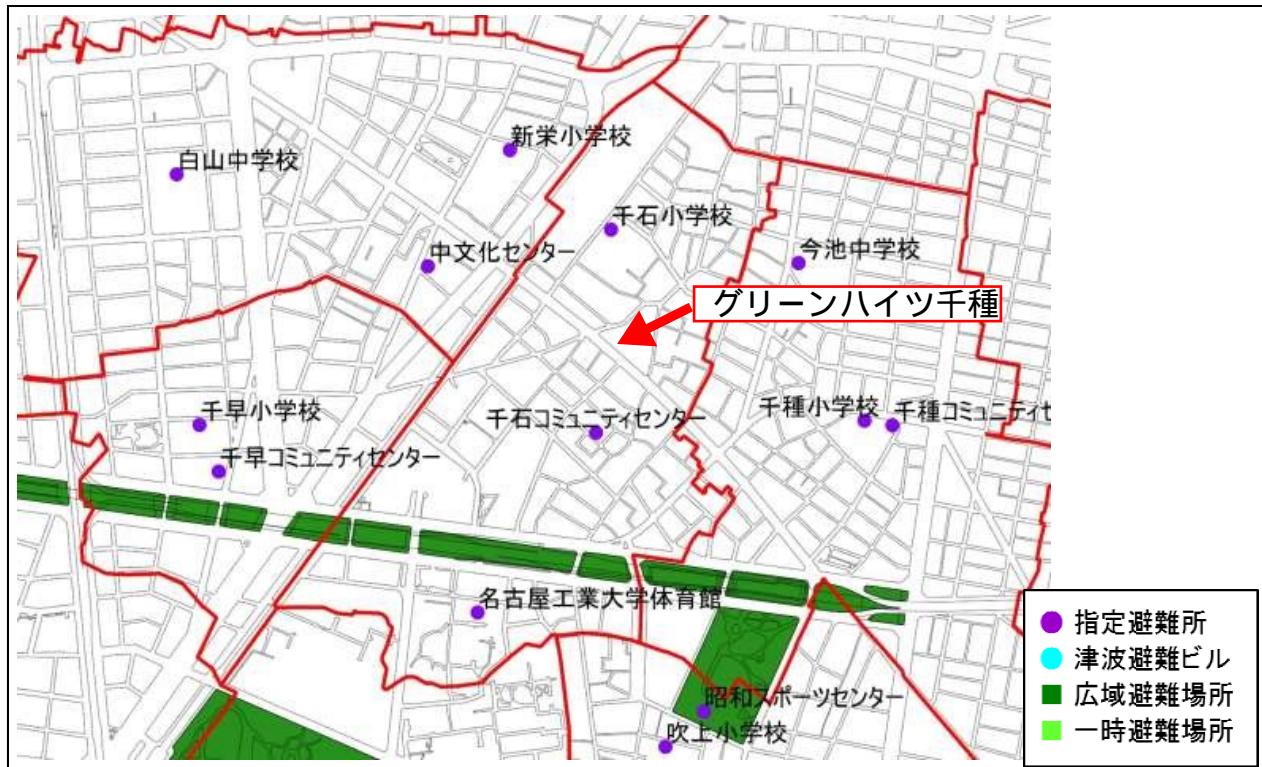 新栄小学校
白山中学校
千石小学校
中文化センター
今池中学校
グリーンハイツ千種
千早小学校
千石コミュニティセンター
千種小学校
千種コミュニティセ
千早コミュニティセンター
名古屋工業大学体育館
昭和スポーツセンター
吹上小学校
指定避難所
津波避難ビル
広域避難場所
一時避難場所